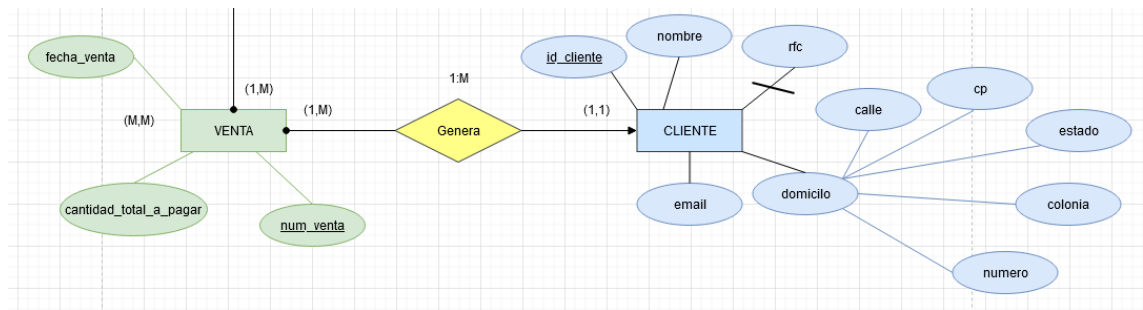 fecha_venta
(1,M)
(M,M)
VENTA
(1,M)
cantidad_total_a_pagar
num_venta
1:M
Genera
(1,1)
id_cliente
nombre
rfc
CLIENTE
email
domicilo
calle
cp
estado
colonia
numero